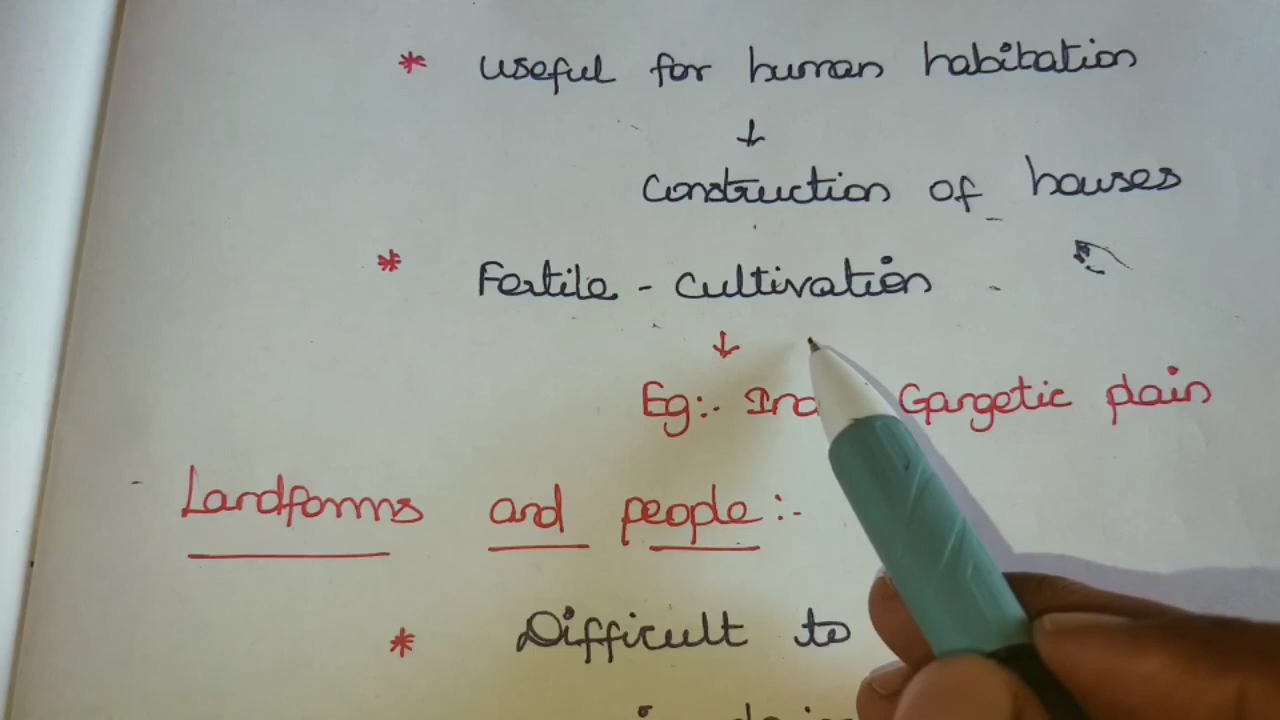 * useful for human habitation
↓
Construction of houses
* Fertile - cultivation
↓
Eg:- Gangetic plain
Landforms and people:-
* Difficult to